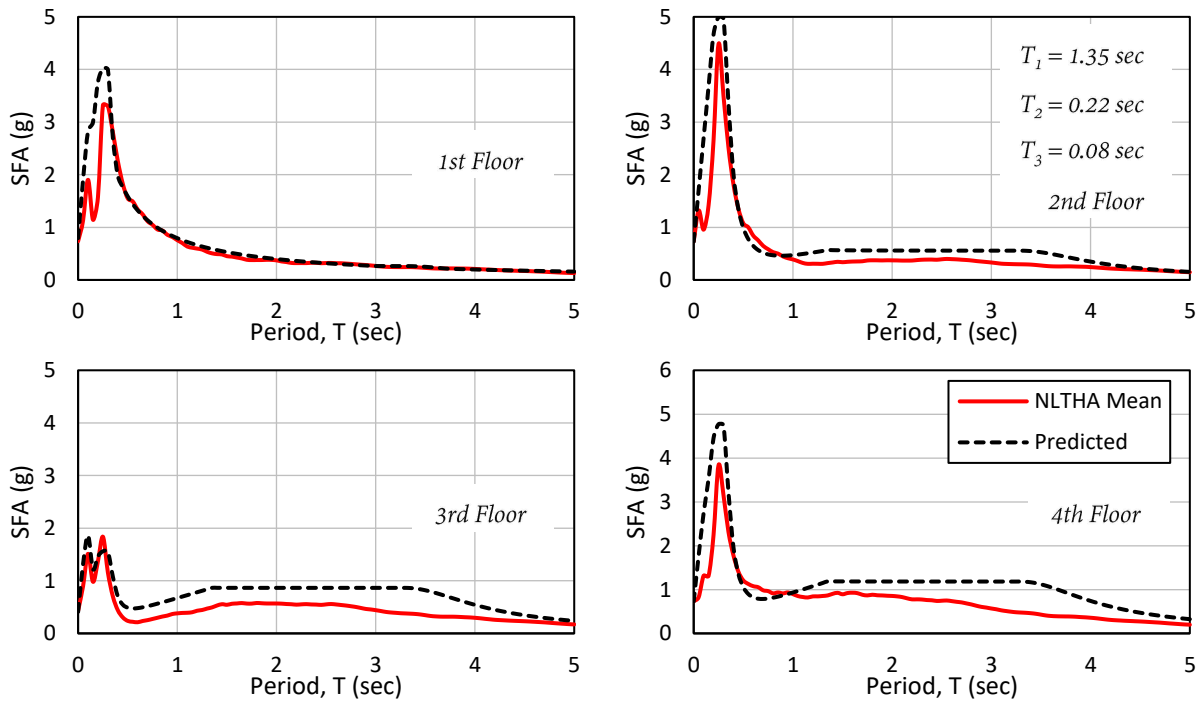 5
4
3
2
1
0
SFA (g)
1st Floor
0 1 2 3 4 5
Period, T (sec)
5
4
3
2
1
0
SFA (g)
T1 = 1.35 sec
T2 = 0.22 sec
T3 = 0.08 sec
2nd Floor
0 1 2 3 4 5
Period, T (sec)
5
4
3
2
1
0
SFA (g)
3rd Floor
0 1 2 3 4 5
Period, T (sec)
6
5
4
3
2
1
0
SFA (g)
NLTHA Mean
Predicted
4th Floor
0 1 2 3 4 5
Period, T (sec)